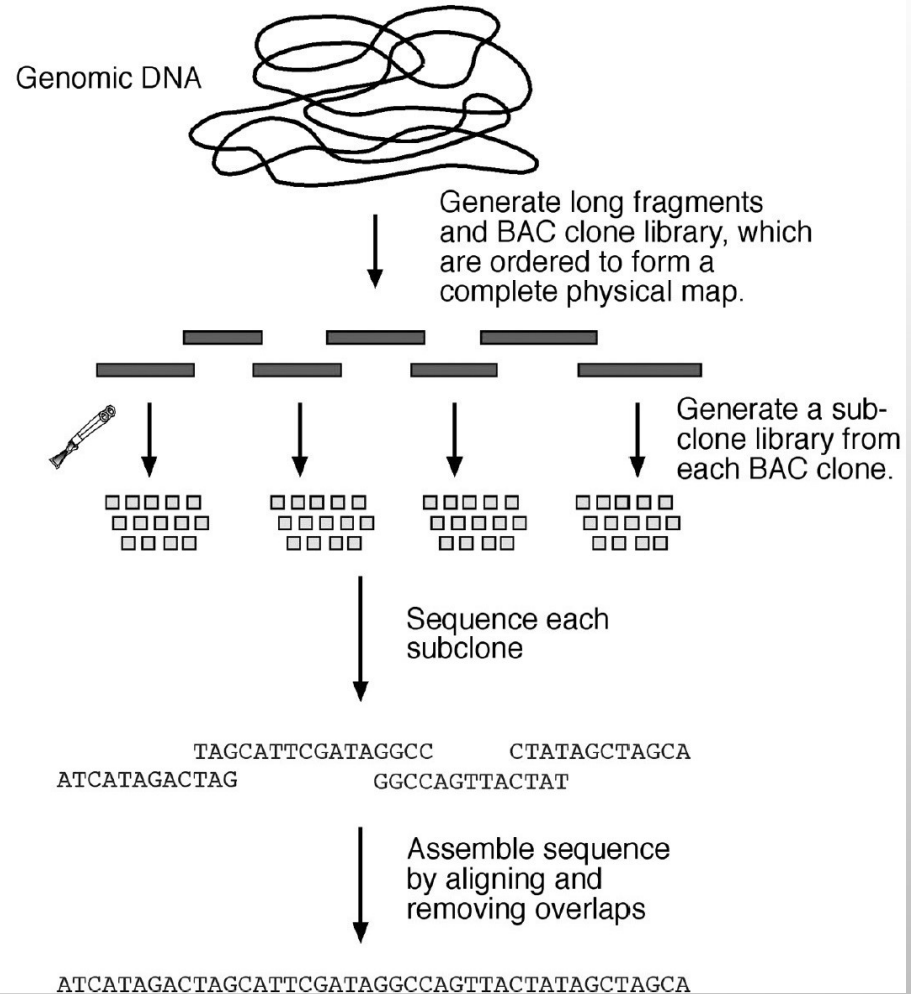 Genomic DNA
Generate long fragments
and BAC clone library, which
are ordered to form a
complete physical map.
Generate a sub-
clone library from
each BAC clone.
Sequence each
subclone
TAGCATTCGATAGGCC CTATAGCTAGCA
ATCATAGACTAG GGCCAGTTACTAT
Assemble sequence
by aligning and
removing overlaps
ATCATAGACTAGCATTCGATAGGCCAGTTACTATAGCTAGCA